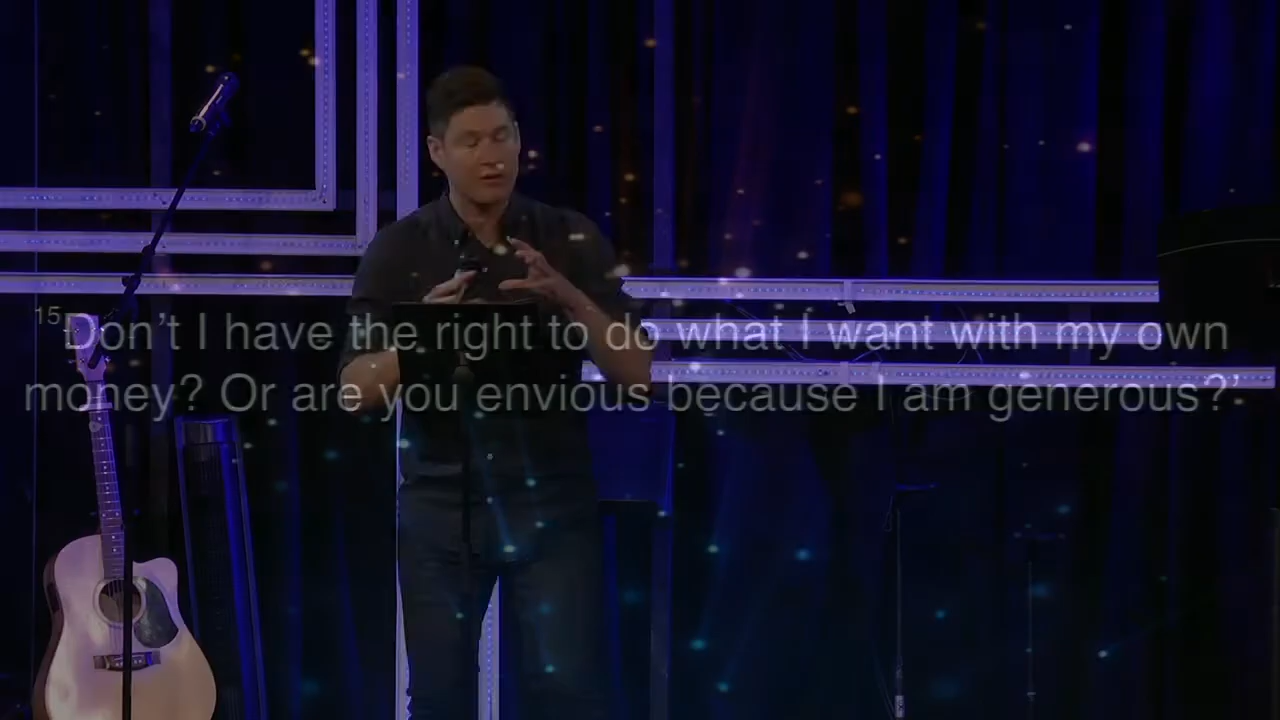 15 Don’t I have the right to do what I want with my own
money? Or are you envious because I am generous?’